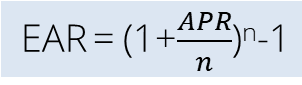 EAR = (1+APR/n)ⁿ-1